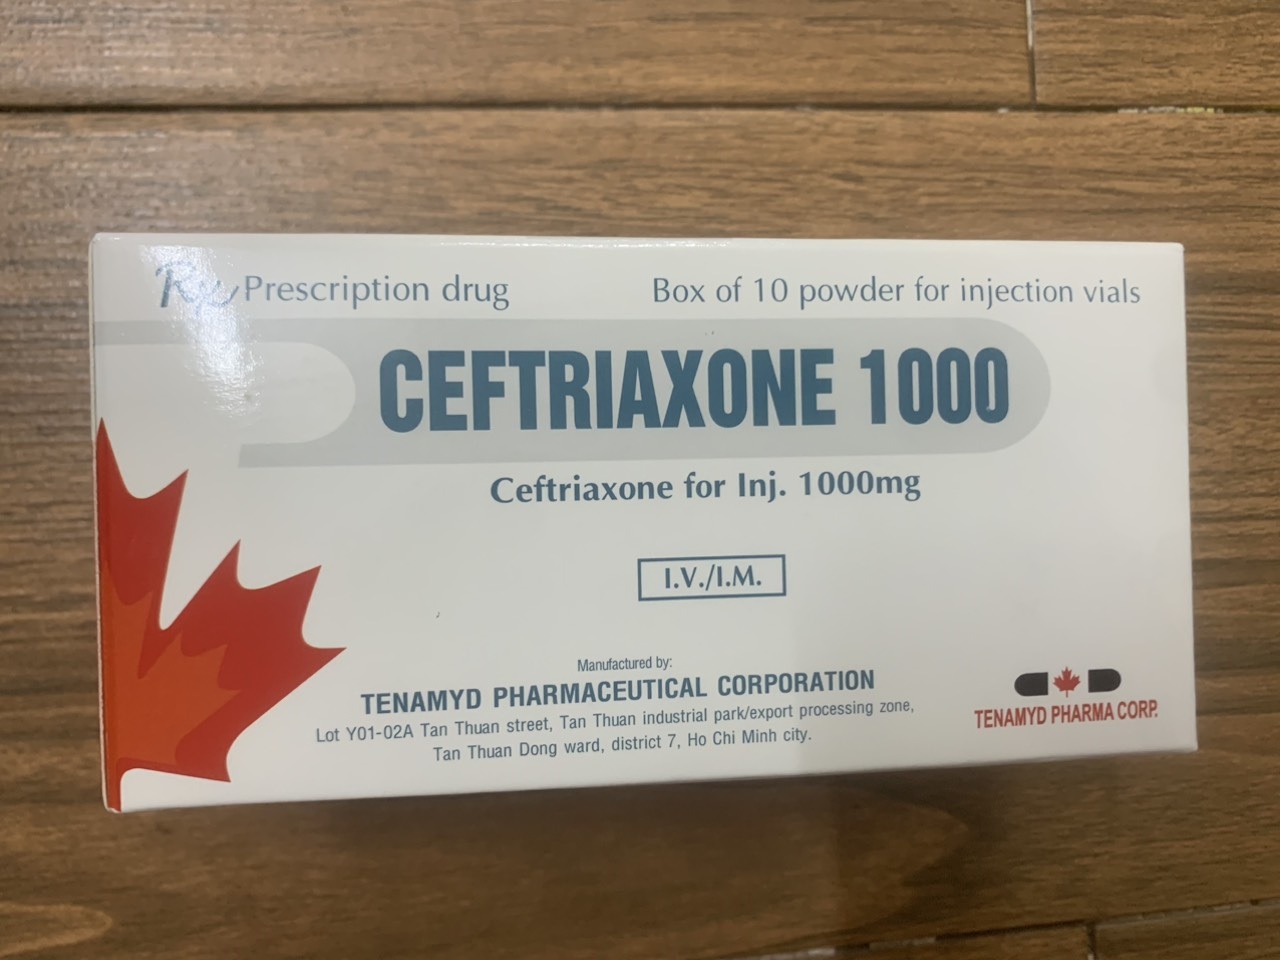 Rx Prescription drug
Box of 10 powder for injection vials
CEFTRIAXONE 1000
Ceftriaxone for Inj. 1000mg
I.V./I.M.
Manufactured by:
TENAMYD PHARMACEUTICAL CORPORATION
Lot Y01-02A Tan Thuan street, Tan Thuan industrial park/export processing zone,
Tan Thuan Dong ward, district 7, Ho Chi Minh city.
TENAMYD PHARMA CORP.